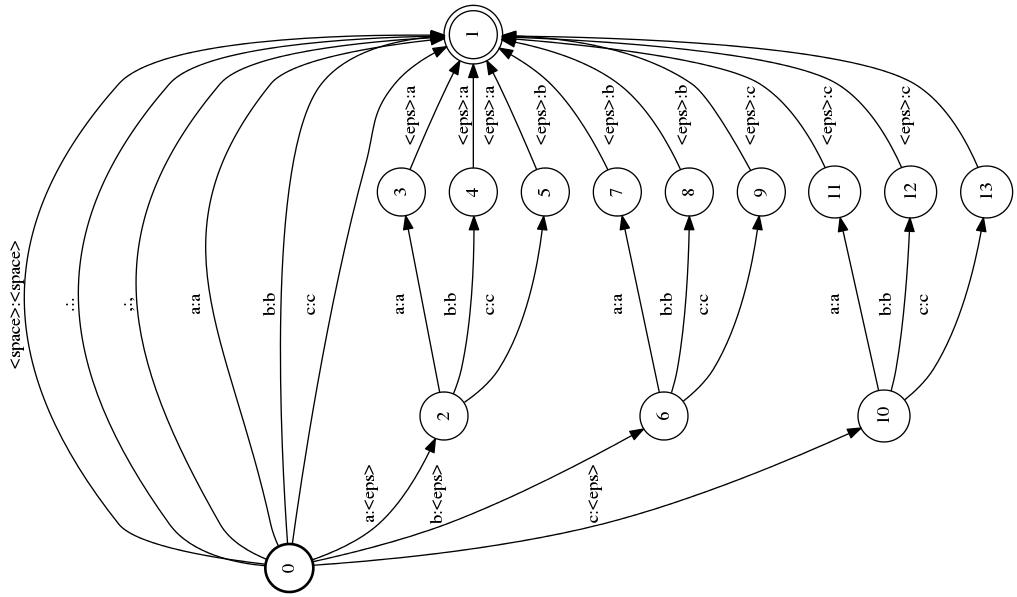 <space>:<space>
.:.
,:,
a:a
b:b
0
c:c
a:<eps>
a:a
3
<eps>:a
b:<eps>
2
b:b
<eps>:a
4
1
c:c
<eps>:a
5
<eps>:b
c:<eps>
a:a
7
<eps>:b
6
b:b
8
<eps>:b
c:c
9
<eps>:c
a:a
11
<eps>:c
10
b:b
12
<eps>:c
c:c
13